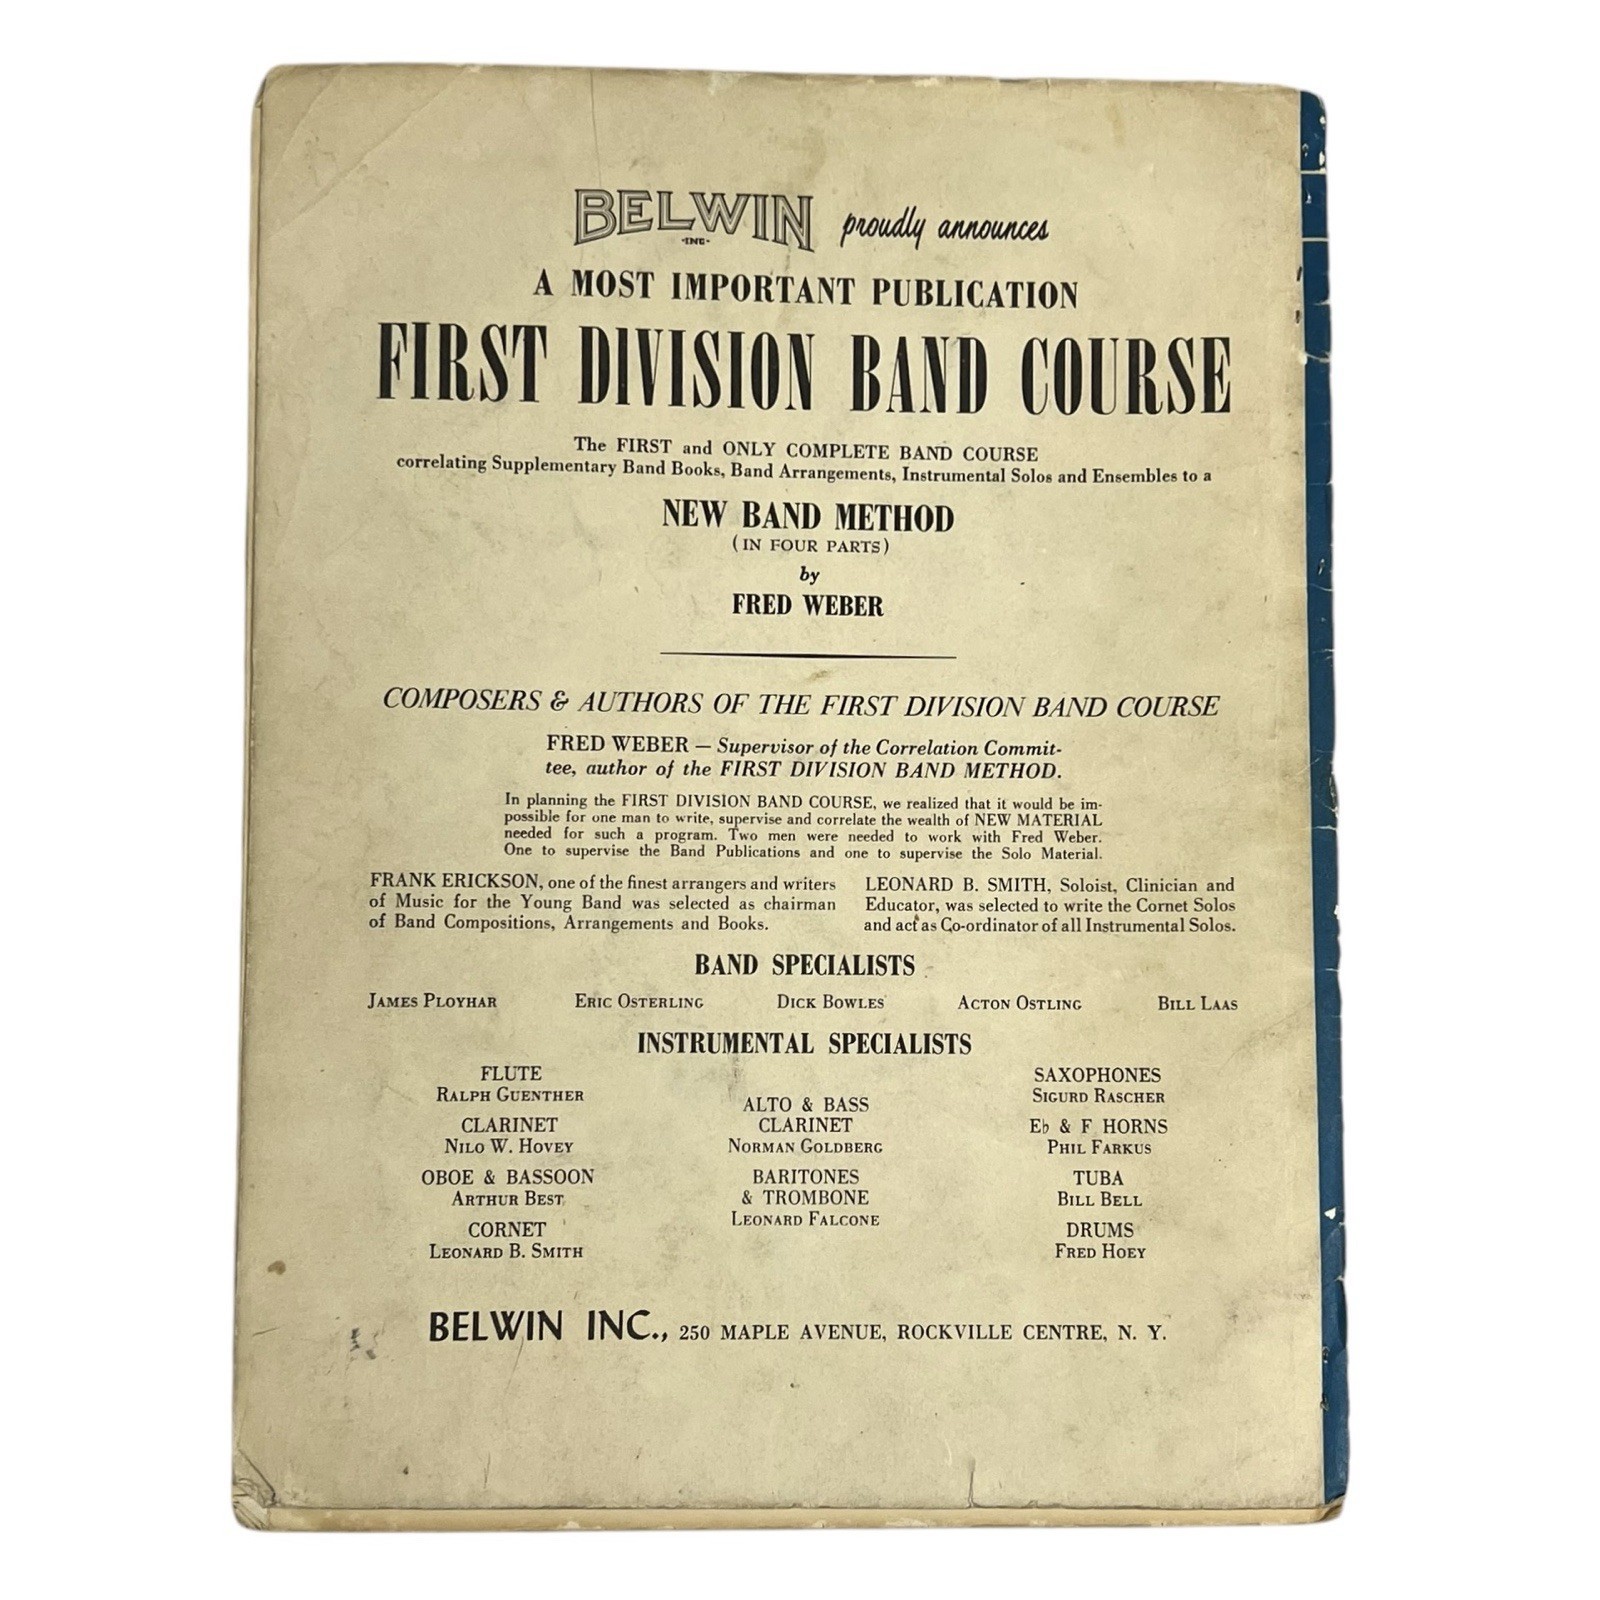 BELWIN INC. proudly announces
A MOST IMPORTANT PUBLICATION
FIRST DIVISION BAND COURSE
The FIRST and ONLY COMPLETE BAND COURSE
correlating Supplementary Band Books, Band Arrangements, Instrumental Solos and Ensembles to a
NEW BAND METHOD
(IN FOUR PARTS)
by
FRED WEBER
COMPOSERS & AUTHORS OF THE FIRST DIVISION BAND COURSE
FRED WEBER — Supervisor of the Correlation Commit-
tee, author of the FIRST DIVISION BAND METHOD.
In planning the FIRST DIVISION BAND COURSE, we realized that it would be im-
possible for one man to write, supervise and correlate the wealth of NEW MATERIAL
needed for such a program. Two men were needed to work with Fred Weber.
One to supervise the Band Publications and one to supervise the Solo Material.
FRANK ERICKSON, one of the finest arrangers and writers
of Music for the Young Band was selected as chairman
of Band Compositions, Arrangements and Books.
LEONARD B. SMITH, Soloist, Clinician and
Educator, was selected to write the Cornet Solos
and act as Co-ordinator of all Instrumental Solos.
BAND SPECIALISTS
JAMES PLOYHAR ERIC OSTERLING DICK BOWLES ACTON OSTLING BILL LAAS
INSTRUMENTAL SPECIALISTS
FLUTE
RALPH GUENTHER
CLARINET
NILO W. HOVEY
OBOE & BASSOON
ARTHUR BEST
CORNET
LEONARD B. SMITH
ALTO & BASS
CLARINET
NORMAN GOLDBERG
BARITONES
& TROMBONE
LEONARD FALCONE
SAXOPHONES
SIGURD RASCHER
E♭ & F HORNS
PHIL FARKUS
TUBA
BILL BELL
DRUMS
FRED HOEY
BELWIN INC., 250 MAPLE AVENUE, ROCKVILLE CENTRE, N. Y.